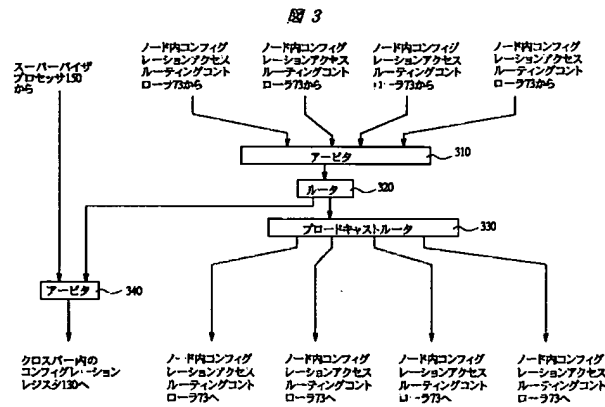 図 3
スーパーバイザ
プロセッサ150
から
ノード内コンフィグ
レーションアクセス
ルーティングコント
ローラ73から
ノード内コンフィグ
レーションアクセス
ルーティングコント
ローラ73から
ノード内コンフィグ
レーションアクセス
ルーティングコント
ローラ73から
ノード内コンフィグ
レーションアクセス
ルーティングコント
ローラ73から
アービタ
310
ルータ
320
ブロードキャストルータ
330
アービタ
340
クロスバー内の
コンフィグレーション
レジスタ130へ
ノード内コンフィグ
レーションアクセス
ルーティングコント
ローラ73へ
ノード内コンフィグ
レーションアクセス
ルーティングコント
ローラ73へ
ノード内コンフィグ
レーションアクセス
ルーティングコント
ローラ73へ
ノード内コンフィグ
レーションアクセス
ルーティングコント
ローラ73へ